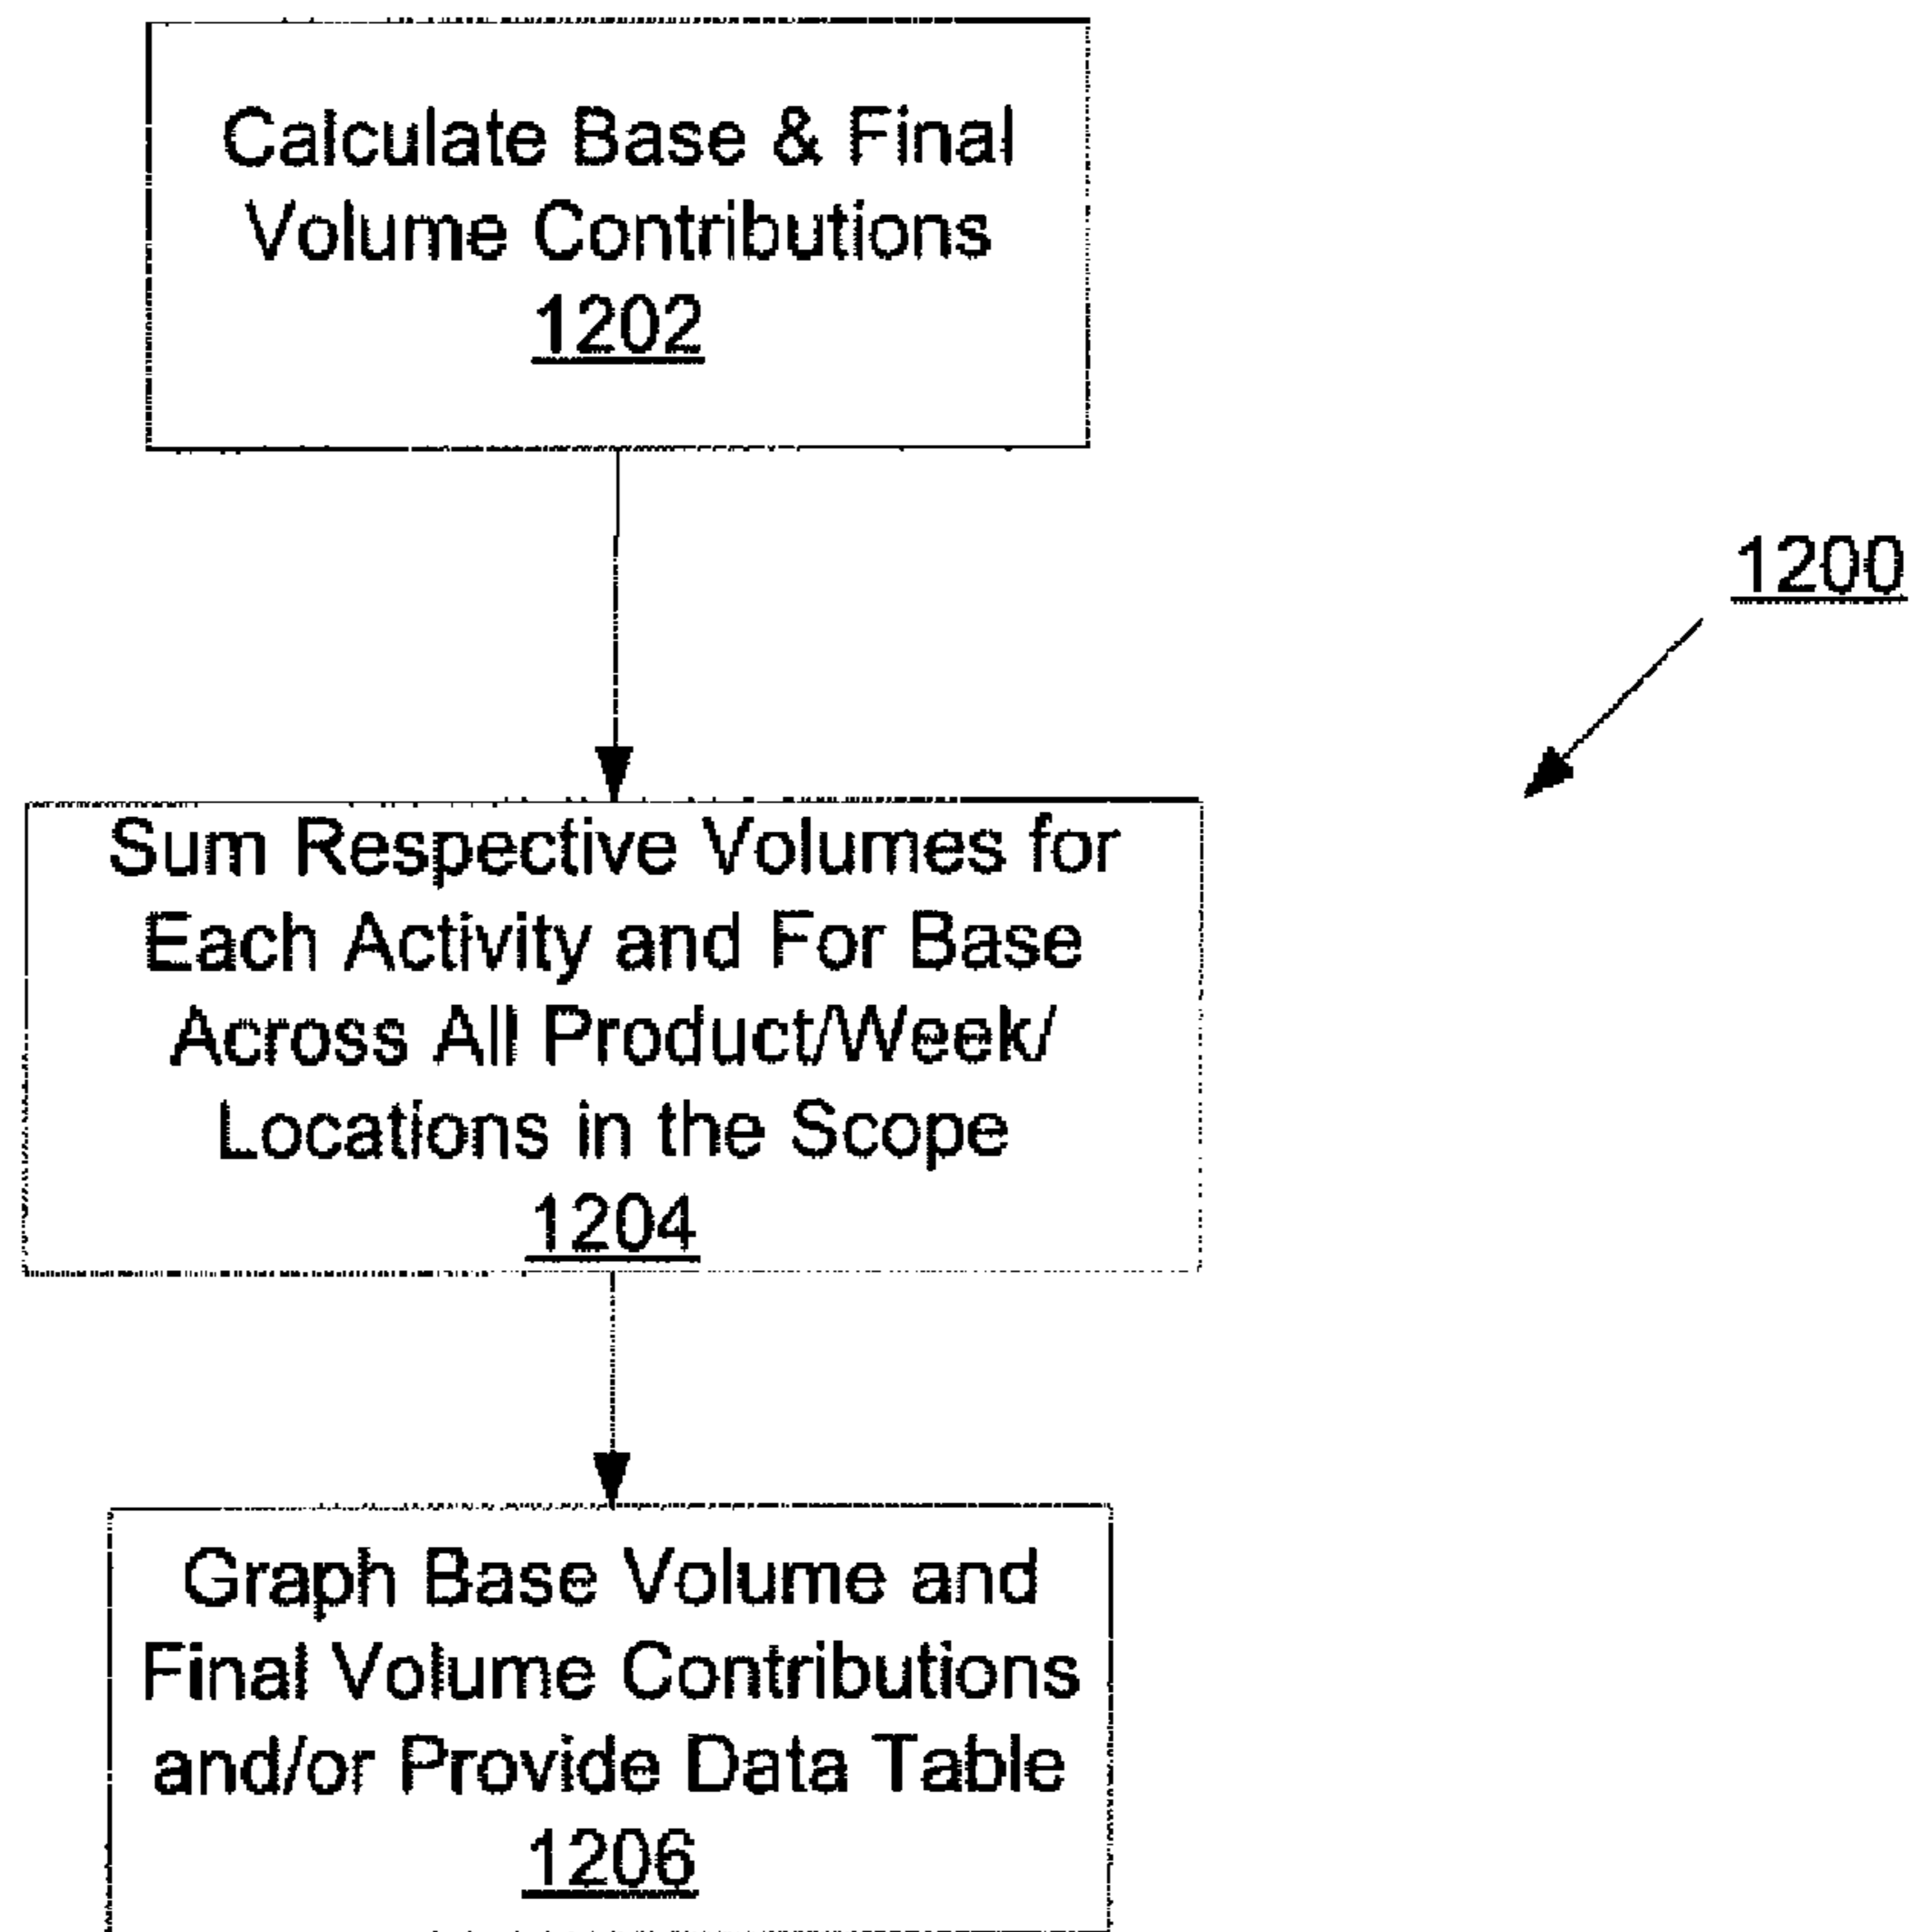 Calculate Base & Final
Volume Contributions
1202
1200
Sum Respective Volumes for
Each Activity and For Base
Across All Product/Week/
Locations in the Scope
1204
Graph Base Volume and
Final Volume Contributions
and/or Provide Data Table
1206